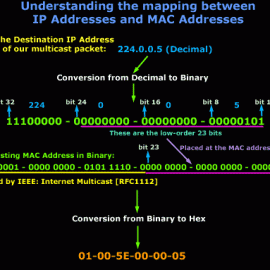 Understanding the mapping between
IP Addresses and MAC Addresses
The Destination IP Address
of our multicast packet: 224.0.0.5 (Decimal)
Conversion from Decimal to Binary
bit 32 224 bit 24 0 bit 16 0 bit 8 5 bit 1
11100000 - 00000000 - 00000000 - 00000101
These are the low-order 23 bits
bit 23 Placed at the MAC addres
sting MAC Address in Binary:
0001 - 0000 0000 - 0101 1110 - 0000 0000 - 0000 0000 - 000
d by IEEE: Internet Multicast [RFC1112]
Conversion from Binary to Hex
01-00-5E-00-00-05